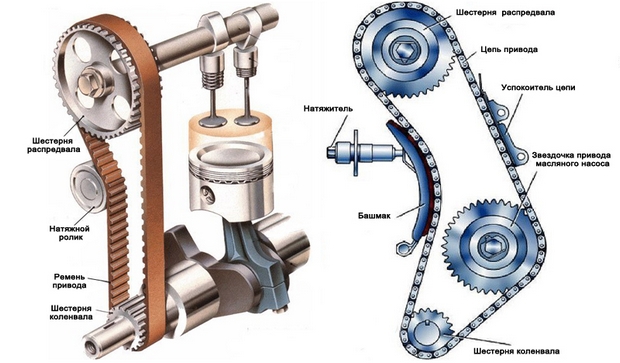 Шестерня
распредвала
Натяжной
ролик
Ремень
привода
Шестерня
коленвала
Шестерня распредвала
Цепь привода
Успокоитель цепи
Натяжитель
Звездочка привода
масляного насоса
Башмак
Шестерня коленвала